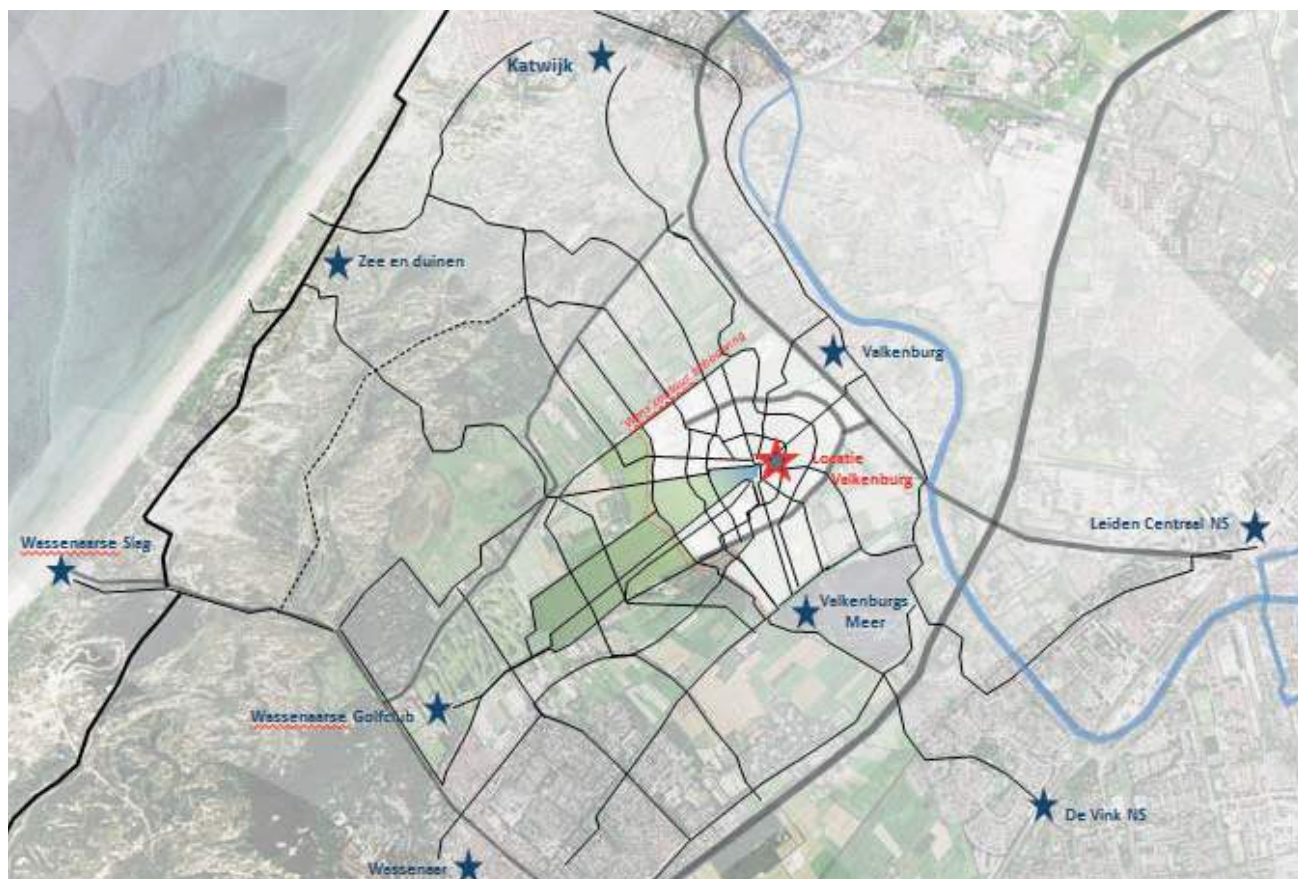 Katwijk
Zee en duinen
Valkenburg
Locatie
Valkenburg
Leiden Centraal NS
Wassenaarse Slag
Valkenburgs
Meer
Wassenaarse Golfclub
De Vink NS
Wassenaar